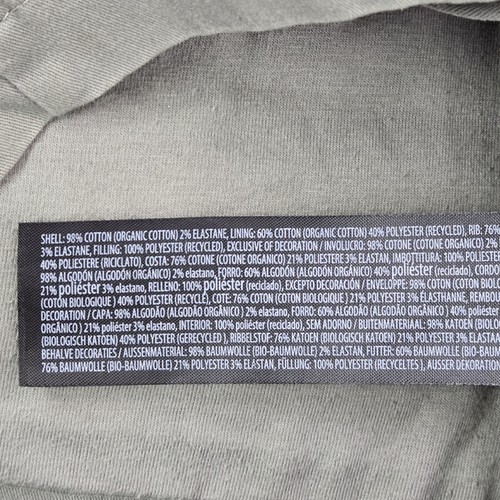 SHELL: 98% COTTON (ORGANIC COTTON) 2% ELASTANE, LINING: 60% COTTON (ORGANIC COTTON) 40% POLYESTER (RECYCLED), RIB: 76%
3% ELASTANE, FILLING: 100% POLYESTER (RECYCLED), EXCLUSIVE OF DECORATION / INVOLUCRO: 98% COTONE (COTONE ORGANICO) 2%
40% POLIESTERE (RICICLATO), COSTA: 76% COTONE (COTONE ORGANICO) 21% POLIESTERE 3% ELASTAN, IMBOTTITURA: 100% POLIESTER
98% ALGODÓN (ALGODÓN ORGÁNICO) 2% elastano, FORRO: 60% ALGODÓN (ALGODÓN ORGÁNICO) 40% poliéster (reciclado), CORDO
21% poliéster 3% elastano, RELLENO: 100% poliéster (reciclado), EXCEPTO DECORACIÓN / ENVELOPPE: 98% COTON
(COTON BIOLOGIQUE) 40% POLYESTER (RECYCLÉ), CÔTE: 76% COTON (COTON BIOLOGIQUE) 21% POLYESTER 3% ÉLASTHANNE, REMBOU
DECORATION / CAPA: 98% ALGODÃO (ALGODÃO ORGÂNICO) 2% elastano, FORRO: 60% ALGODÃO (ALGODÃO ORGÂNICO) 40% poliés
ORGÂNICO) 21% poliéster 3% elastano, INTERIOR: 100% poliéster (reciclado), SEM ADORNO / BUITENMATERIAAL: 98% KATOEN
(BIOLOGISCH KATOEN) 40% POLYESTER (GERECYCLED), RIBBELSTOF: 76% KATOEN (BIOLOGISCH KATOEN) 21% POLYESTER 3% ELAST
BEHALVE DECORATIES / AUSSENMATERIAL: 98% BAUMWOLLE (BIO-BAUMWOLLE) 2% ELASTAN, FUTTER: 60% BAUMWOLLE (BIO-BAUMW
76% BAUMWOLLE (BIO-BAUMWOLLE) 21% POLYESTER 3% ELASTAN, FÜLLUNG: 100% POLYESTER (RECYCELTES), AUSSER DEKORATION